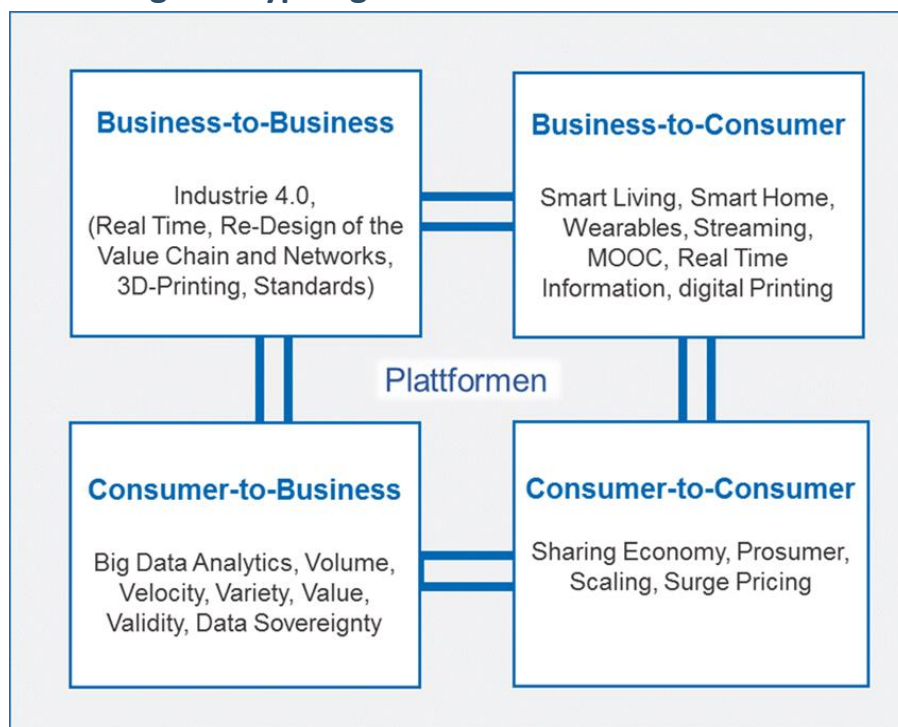 Business-to-Business
Industrie 4.0,
(Real Time, Re-Design of the
Value Chain and Networks,
3D-Printing, Standards)
Business-to-Consumer
Smart Living, Smart Home,
Wearables, Streaming,
MOOC, Real Time
Information, digital Printing
Plattformen
Consumer-to-Business
Big Data Analytics, Volume,
Velocity, Variety, Value,
Validity, Data Sovereignty
Consumer-to-Consumer
Sharing Economy, Prosumer,
Scaling, Surge Pricing